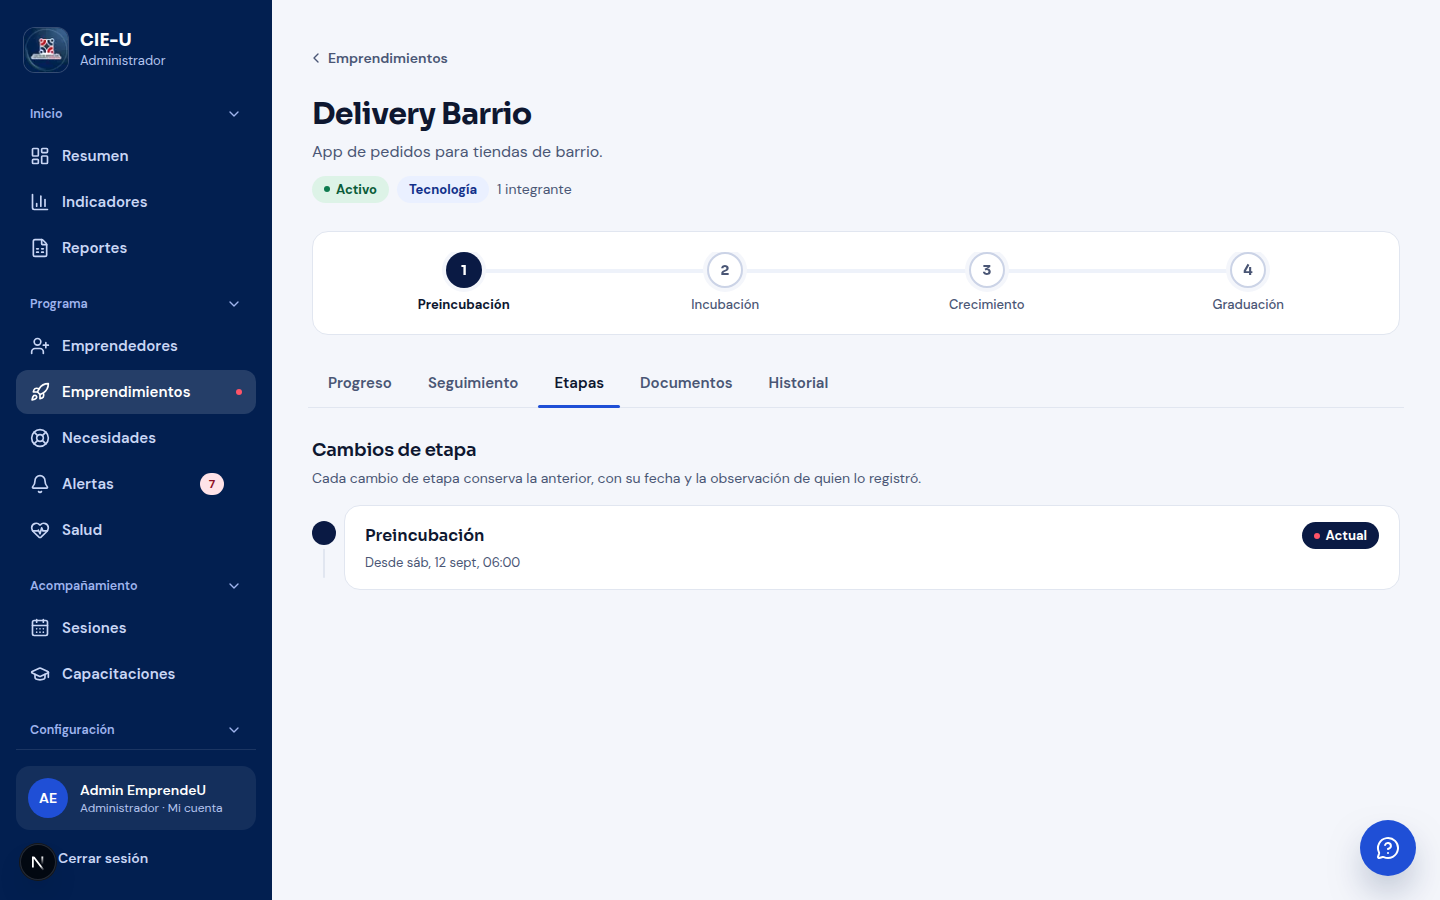 CIE-U
Administrador
Inicio
Resumen
Indicadores
Reportes
Programa
Emprendedores
Emprendimientos
Necesidades
Alertas 7
Salud
Acompañamiento
Sesiones
Capacitaciones
Configuración
AE
Admin EmprendeU
Administrador · Mi cuenta
N
Cerrar sesión
Emprendimientos
Delivery Barrio
App de pedidos para tiendas de barrio.
Activo Tecnología 1 integrante
1 2 3 4
Preincubación Incubación Crecimiento Graduación
Progreso Seguimiento Etapas Documentos Historial
Cambios de etapa
Cada cambio de etapa conserva la anterior, con su fecha y la observación de quien lo registró.
Preincubación
Actual
Desde sáb, 12 sept, 06:00